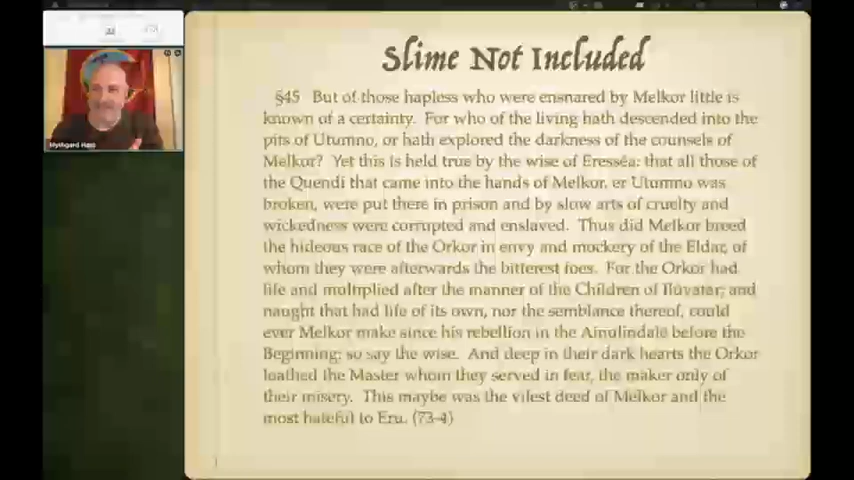 Slime Not Included
§45 But of those hapless who were ensnared by Melkor little is
known of a certainty. For who of the living hath descended into the
pits of Utumno, or hath explored the darkness of the counsels of
Melkor? Yet this is held true by the wise of Eresséa: that all those of
the Quendi that came into the hands of Melkor, er Utumno was
broken, were put there in prison and by slow arts of cruelty and
wickedness were corrupted and enslaved. Thus did Melkor breed
the hideous race of the Orkor in envy and mockery of the Eldar, of
whom they were afterwards the bitterest foes. For the Orkor had
life and multiplied after the manner of the Children of Ilúvatar; and
naught that had life of its own, nor the semblance thereof, could
ever Melkor make since his rebellion in the Ainulindalë before the
Beginning: so say the wise. And deep in their dark hearts the Orkor
loathed the Master whom they served in fear, the maker only of
their misery. This maybe was the vilest deed of Melkor and the
most hateful to Eru. (73-4)
Mythgard Host